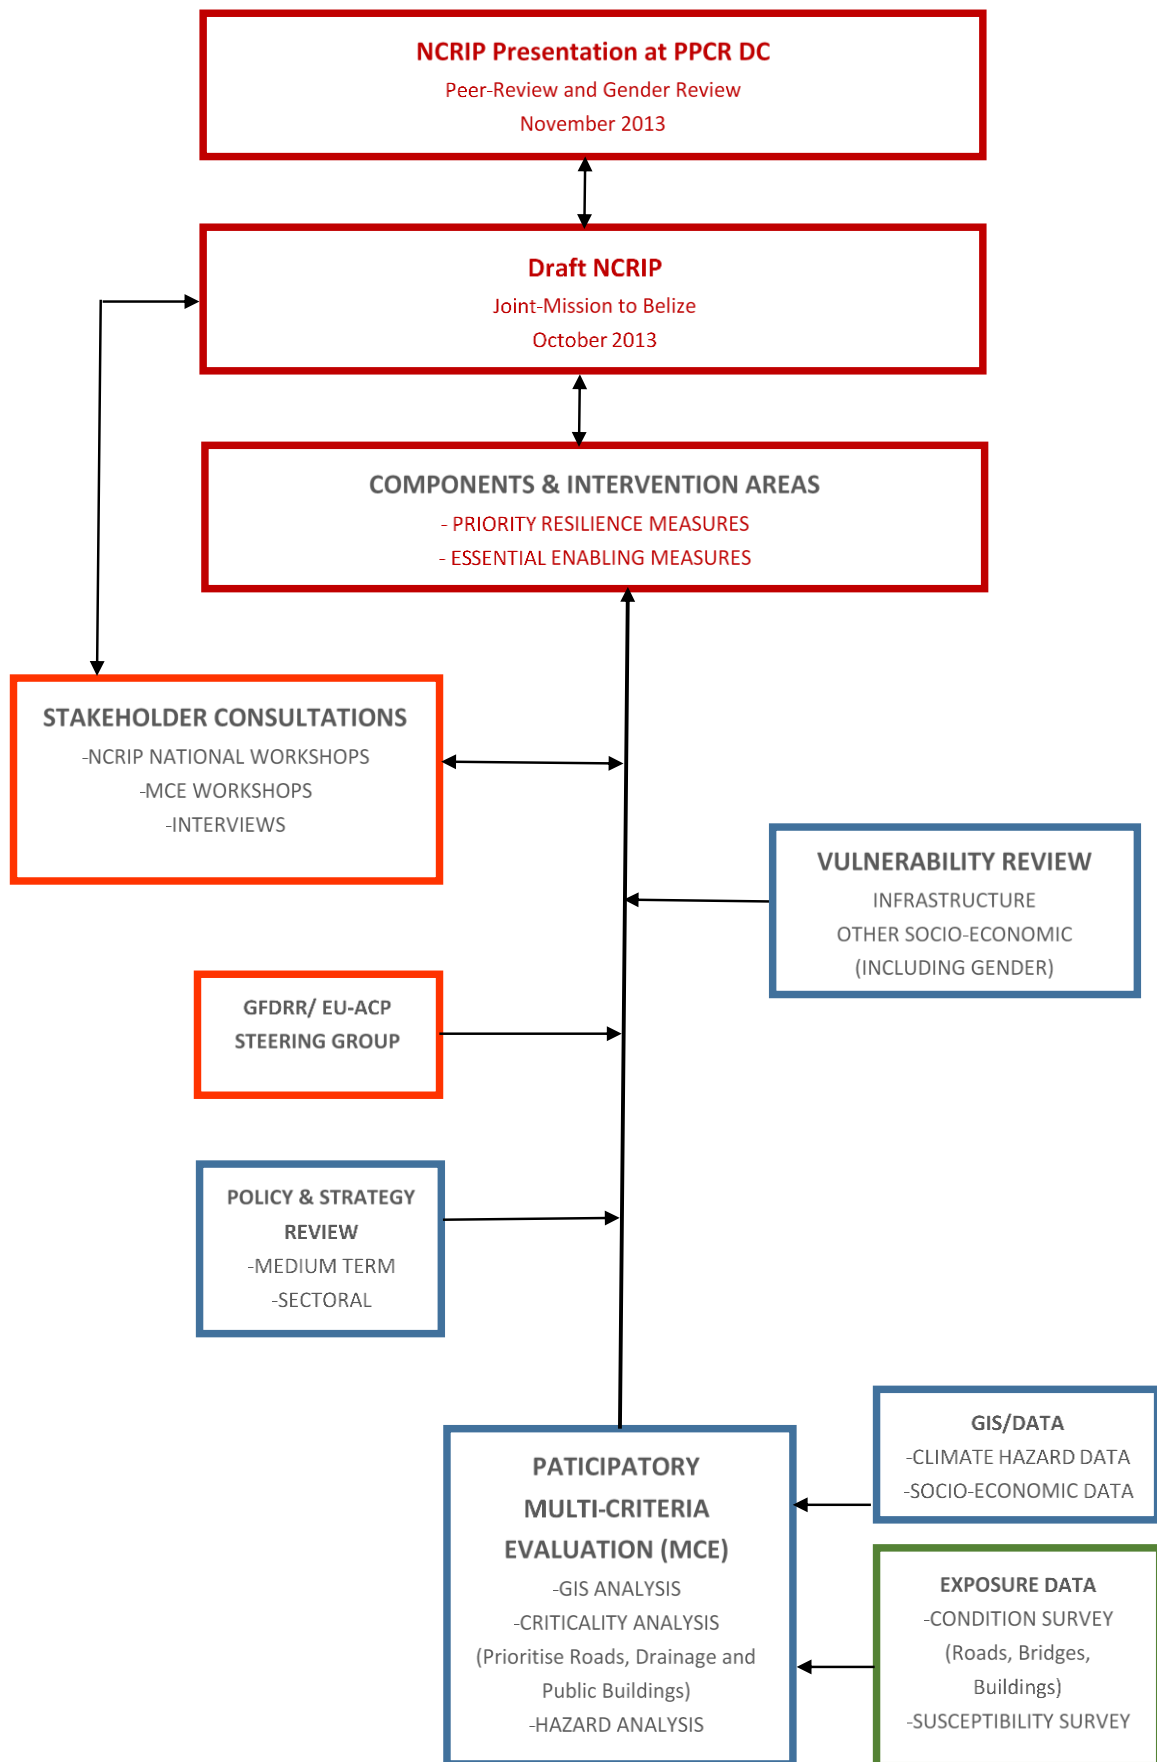 NCRIP Presentation at PPCR DC
Peer-Review and Gender Review
November 2013
Draft NCRIP
Joint-Mission to Belize
October 2013
COMPONENTS & INTERVENTION AREAS
- PRIORITY RESILIENCE MEASURES
- ESSENTIAL ENABLING MEASURES
STAKEHOLDER CONSULTATIONS
-NCRIP NATIONAL WORKSHOPS
-MCE WORKSHOPS
-INTERVIEWS
VULNERABILITY REVIEW
INFRASTRUCTURE
OTHER SOCIO-ECONOMIC
(INCLUDING GENDER)
GFDRR/ EU-ACP
STEERING GROUP
POLICY & STRATEGY
REVIEW
-MEDIUM TERM
-SECTORAL
PATICIPATORY
MULTI-CRITERIA
EVALUATION (MCE)
-GIS ANALYSIS
-CRITICALITY ANALYSIS
(Prioritise Roads, Drainage and
Public Buildings)
-HAZARD ANALYSIS
GIS/DATA
-CLIMATE HAZARD DATA
-SOCIO-ECONOMIC DATA
EXPOSURE DATA
-CONDITION SURVEY
(Roads, Bridges,
Buildings)
-SUSCEPTIBILITY SURVEY